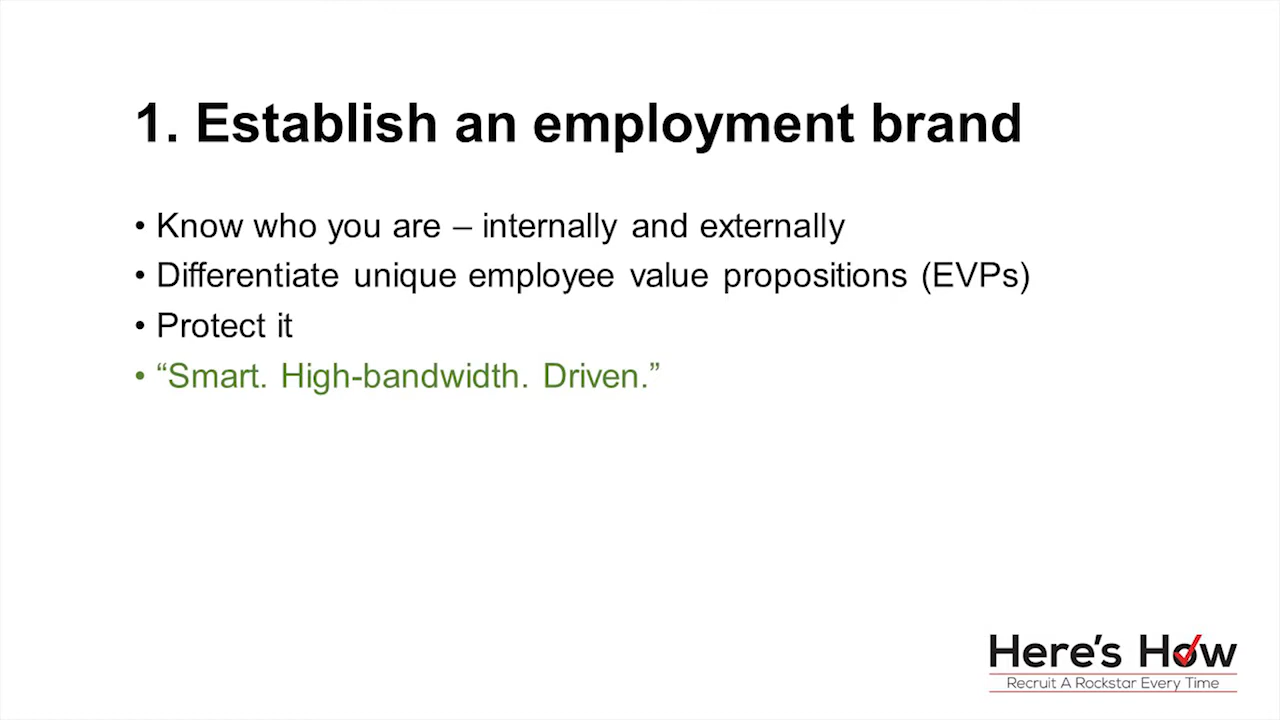 1. Establish an employment brand
• Know who you are – internally and externally
• Differentiate unique employee value propositions (EVPs)
• Protect it
• “Smart. High-bandwidth. Driven.”
Here's How
Recruit A Rockstar Every Time